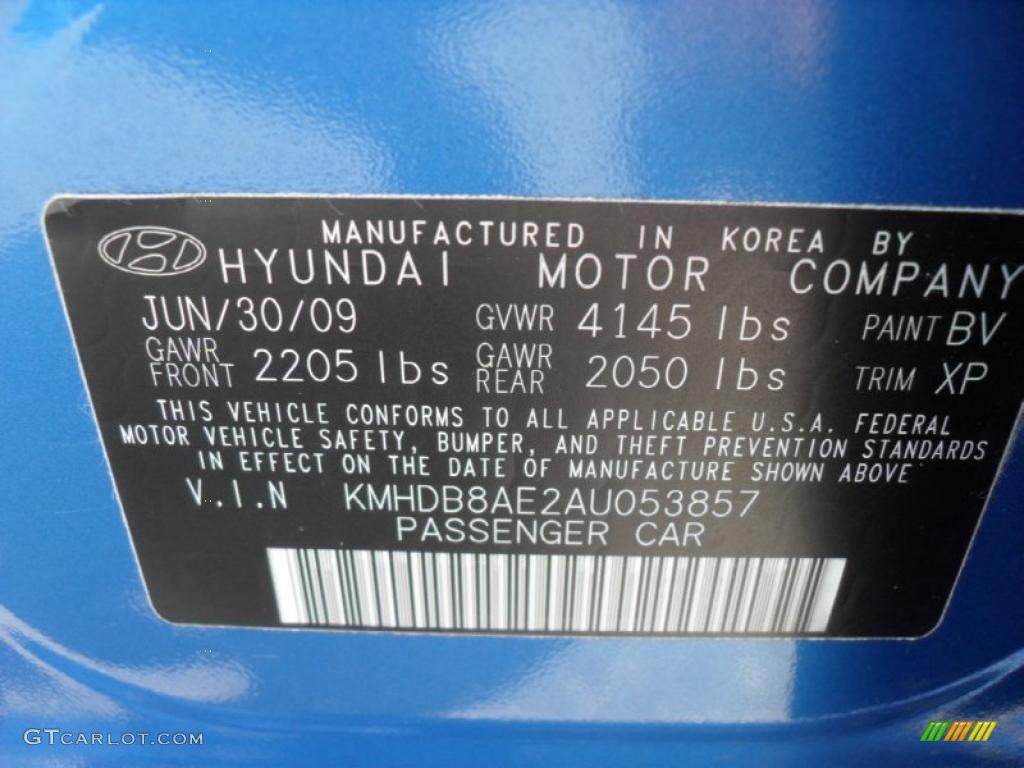 MANUFACTURED IN KOREA BY
HYUNDAI MOTOR COMPANY
JUN/30/09 GVWR 4145 lbs PAINT BV
GAWR FRONT 2205 lbs GAWR REAR 2050 lbs TRIM XP
THIS VEHICLE CONFORMS TO ALL APPLICABLE U.S.A. FEDERAL
MOTOR VEHICLE SAFETY, BUMPER, AND THEFT PREVENTION STANDARDS
IN EFFECT ON THE DATE OF MANUFACTURE SHOWN ABOVE
V.I.N KMHDB8AE2AU053857
PASSENGER CAR
GTCARLOT.COM